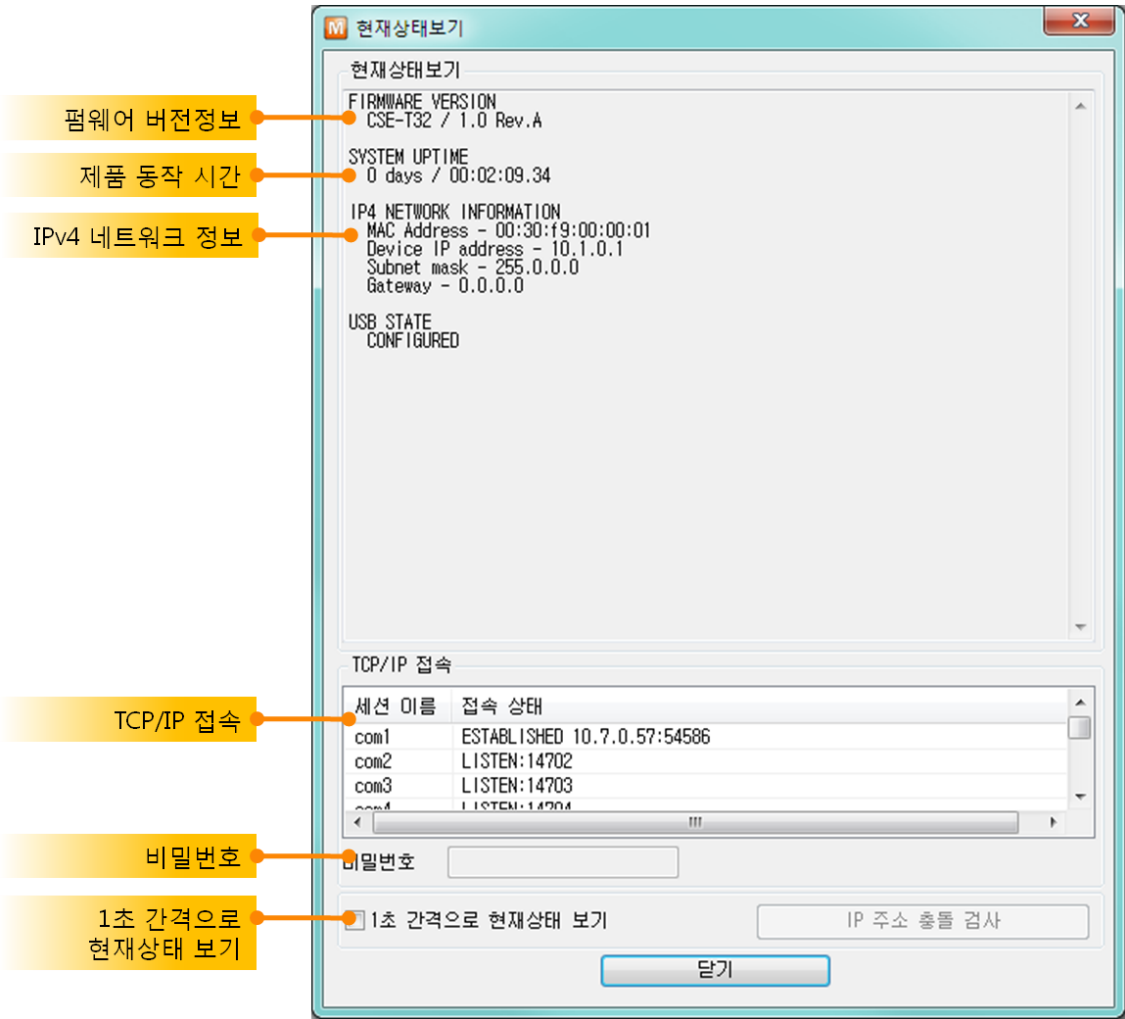 M 현재상태보기
X
현재상태보기
FIRMWARE VERSION
CSE-T32 / 1.0 Rev.A
SYSTEM UPTIME
0 days / 00:02:09.34
IP4 NETWORK INFORMATION
MAC Address - 00:30:f9:00:00:01
Device IP address - 10.1.0.1
Subnet mask - 255.0.0.0
Gateway - 0.0.0.0
USB STATE
CONFIGURED
펌웨어 버전정보
제품 동작 시간
IPv4 네트워크 정보
TCP/IP 접속
세션 이름 접속 상태
com1 ESTABLISHED 10.7.0.57:54586
com2 LISTEN:14702
com3 LISTEN:14703
com4 LISTEN:14704
TCP/IP 접속
비밀번호
비밀번호
1초 간격으로
현재상태 보기
1초 간격으로 현재상태 보기
IP 주소 충돌 검사
닫기